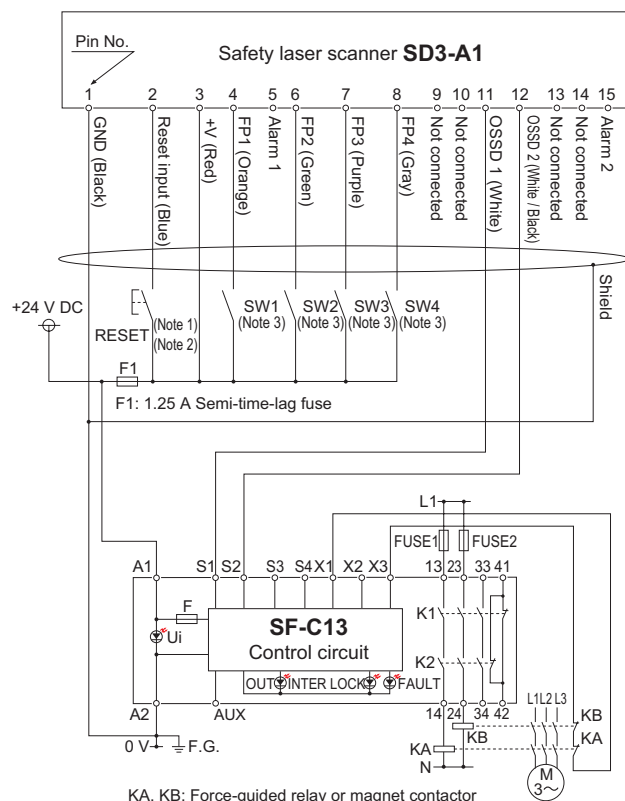 Pin No.
Safety laser scanner SD3-A1
1 2 3 4 5 6 7 8 9 10 11 12 13 14 15
GND (Black)
Reset input (Blue)
+V (Red)
FP1 (Orange)
Alarm 1
FP2 (Green)
FP3 (Purple)
FP4 (Gray)
Not connected
Not connected
OSSD 1 (White)
OSSD 2 (White / Black)
Not connected
Not connected
Alarm 2
Shield
+24 V DC
RESET
(Note 1)
(Note 2)
SW1
(Note 3)
SW2
(Note 3)
SW3
(Note 3)
SW4
(Note 3)
F1
F1: 1.25 A Semi-time-lag fuse
L1
FUSE1 FUSE2
A1 S1 S2 S3 S4 X1 X2 X3 13 23 33 41
F
Ui
SF-C13
Control circuit
K1
K2
OUT INTER LOCK FAULT
A2 AUX 14 24 34 42
L1 L2 L3
KB
KA
KB
KA
0 V F.G.
N
M
3~
KA, KB: Force-guided relay or magnet contactor